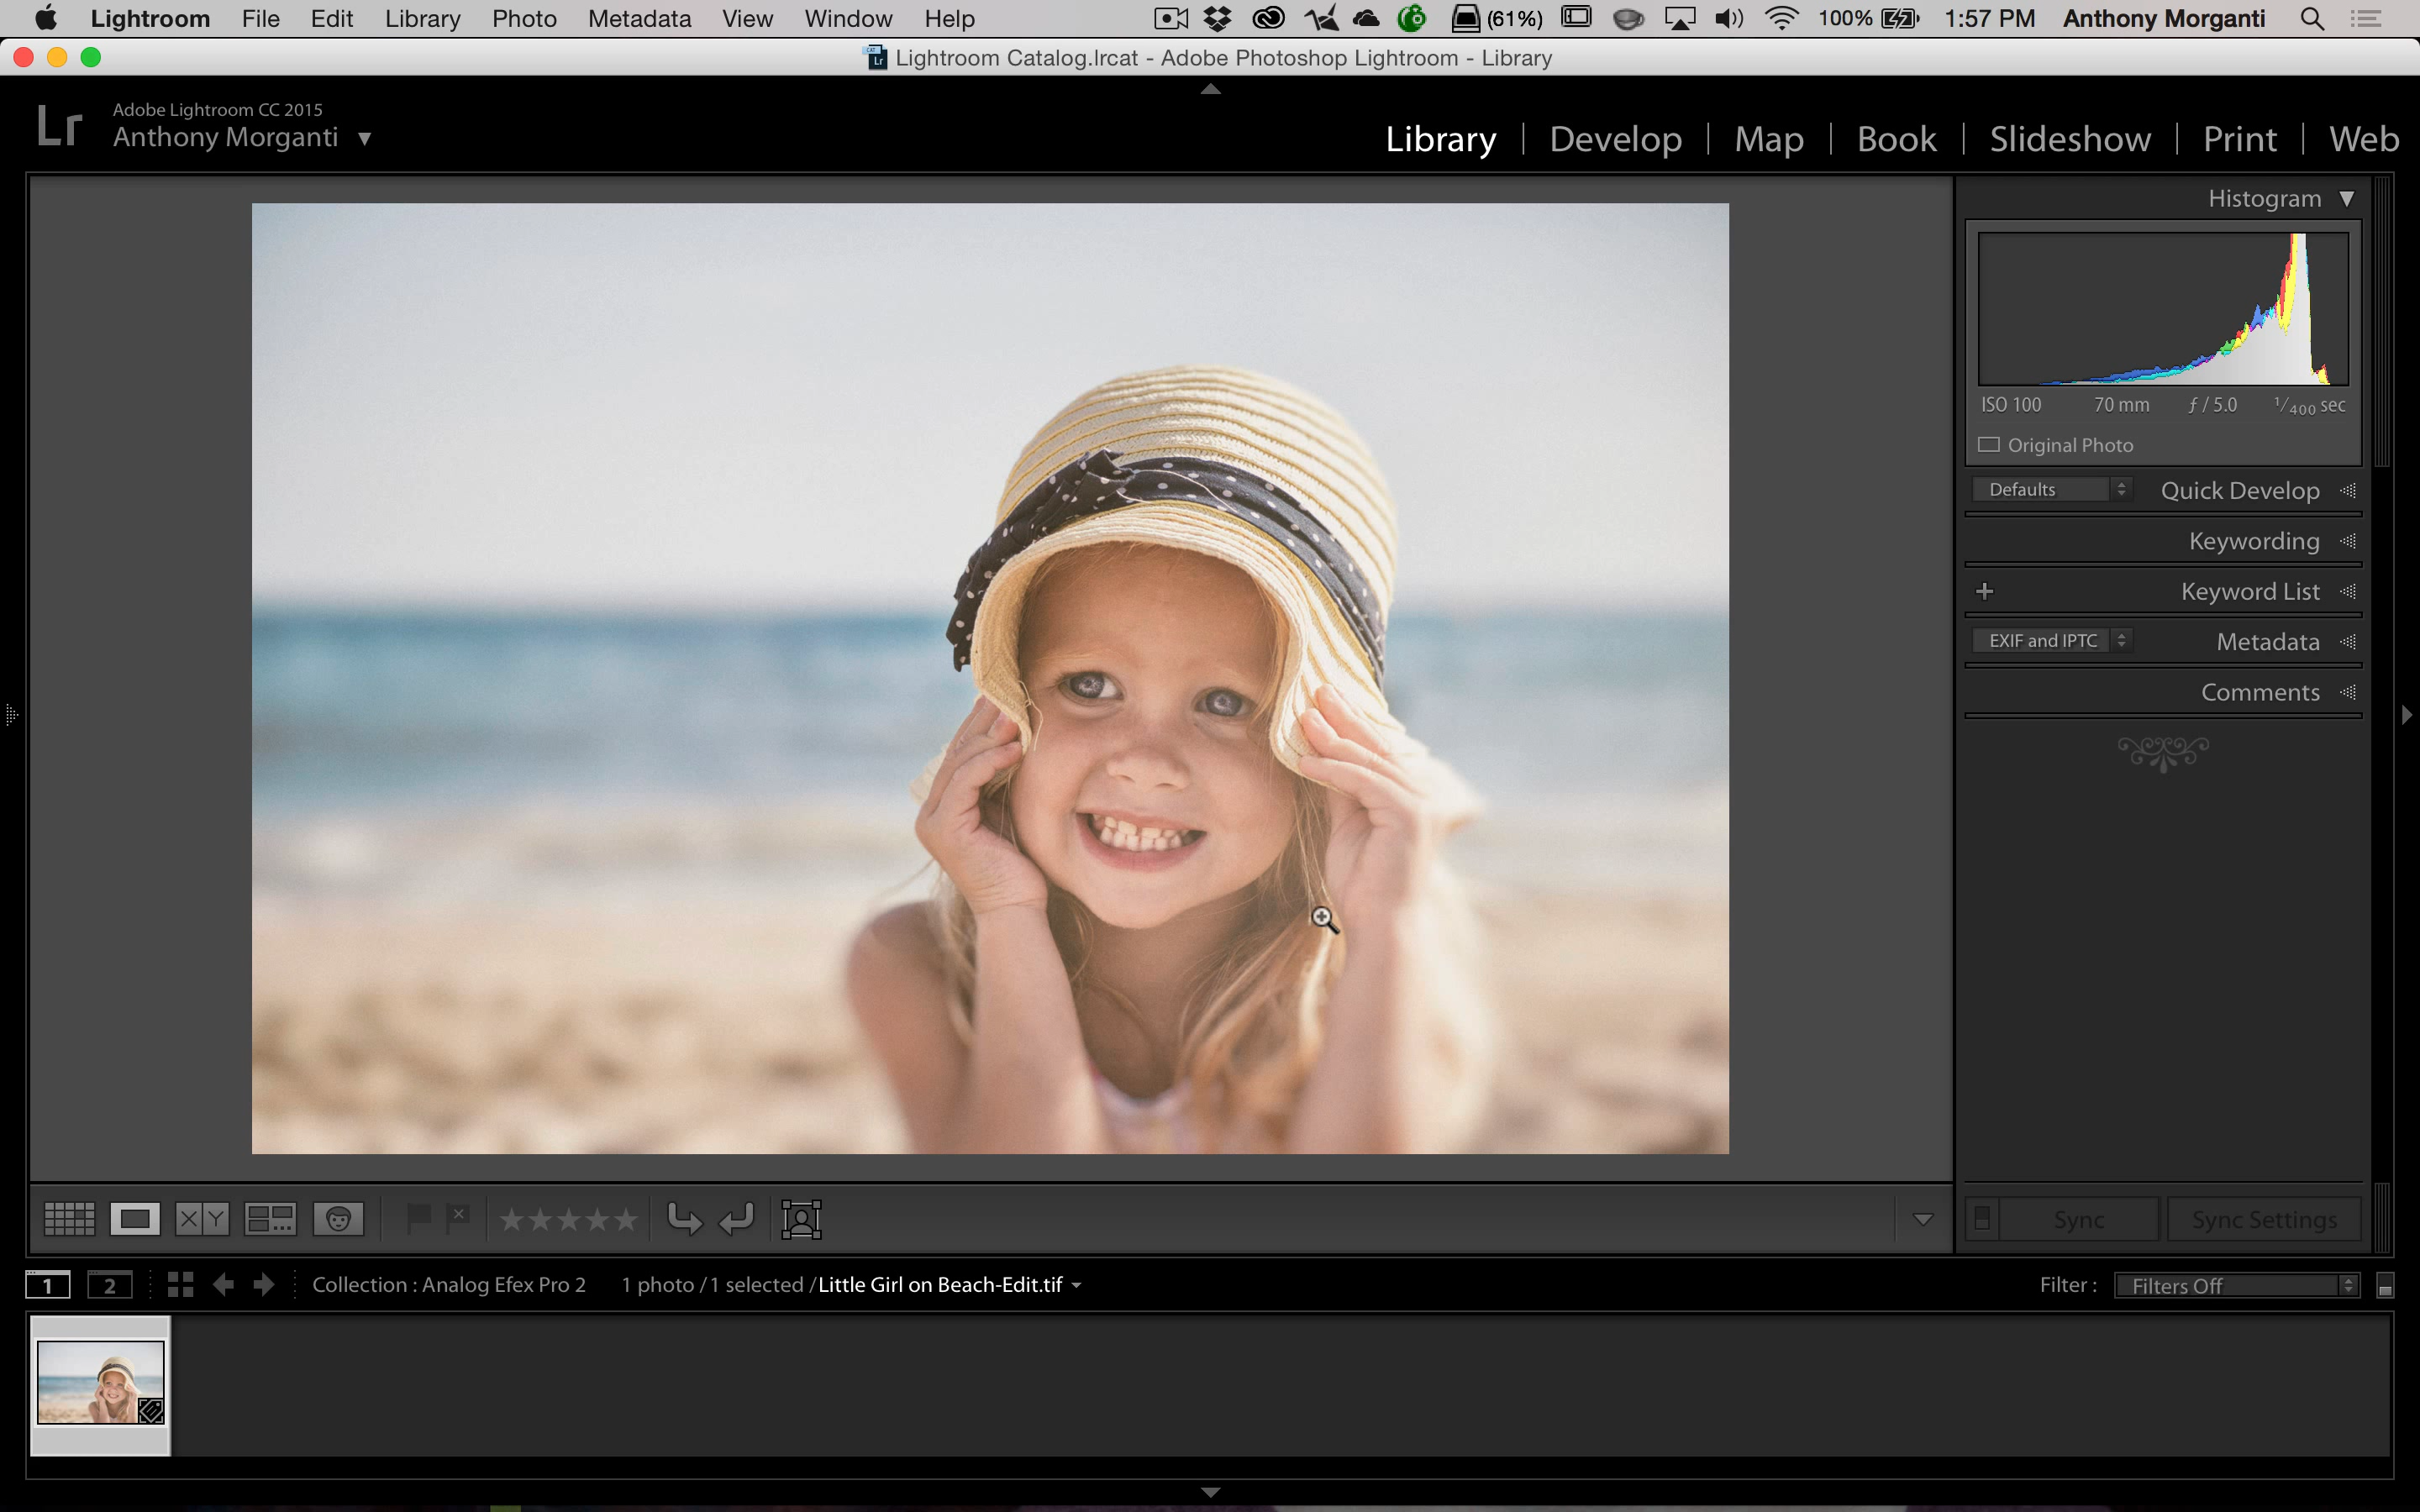 Lightroom File Edit Library Photo Metadata View Window Help (61%) 100% 1:57 PM Anthony Morganti
Lightroom Catalog.lrcat - Adobe Photoshop Lightroom - Library
Lr
Adobe Lightroom CC 2015
Anthony Morganti
Library | Develop | Map | Book | Slideshow | Print | Web
Histogram
ISO 100 70 mm ƒ / 5.0 1/400 sec
Original Photo
Defaults Quick Develop
Keywording
+ Keyword List
EXIF and IPTC Metadata
Comments
X Y
Sync Sync Settings
1 2 Collection : Analog Efex Pro 2 1 photo / 1 selected / Little Girl on Beach-Edit.tif Filter : Filters Off